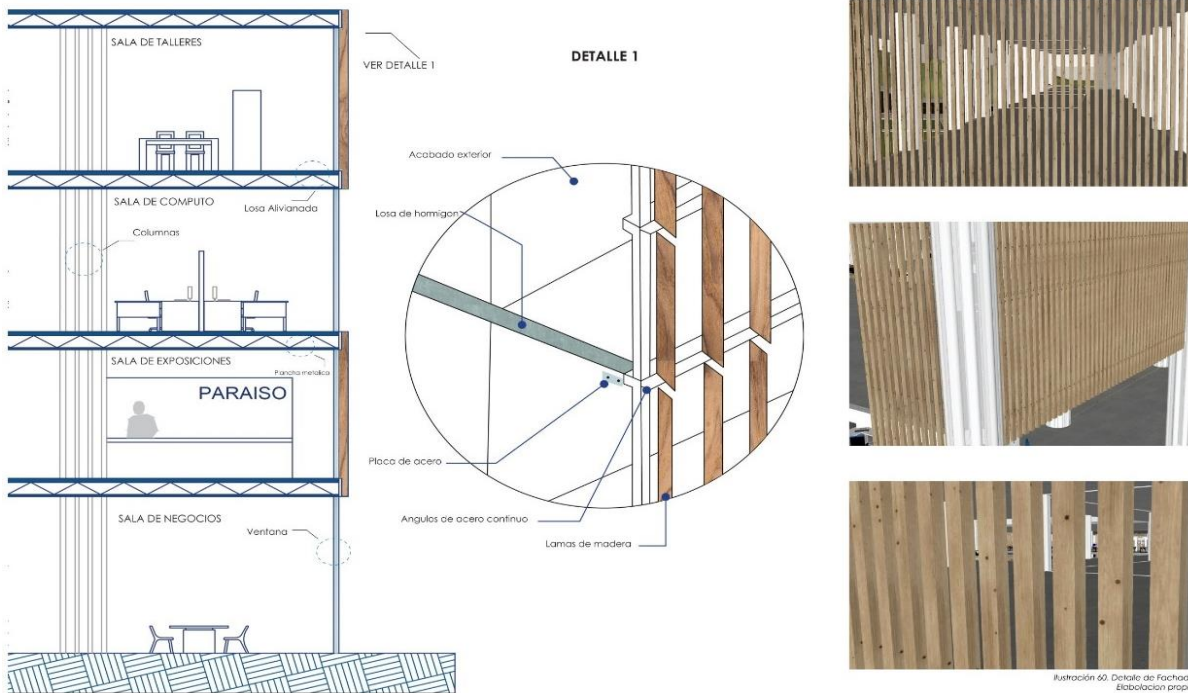 SALA DE TALLERES
VER DETALLE 1
SALA DE COMPUTO
Losa Alivianada
Columnas
SALA DE EXPOSICIONES
Plancha metalica
PARAISO
SALA DE NEGOCIOS
Ventana
DETALLE 1
Acabado exterior
Losa de hormigon
Placa de acero
Angulos de acero continuo
Lamas de madera
Ilustración 60. Detalle de Fachad
Elabolacion prop